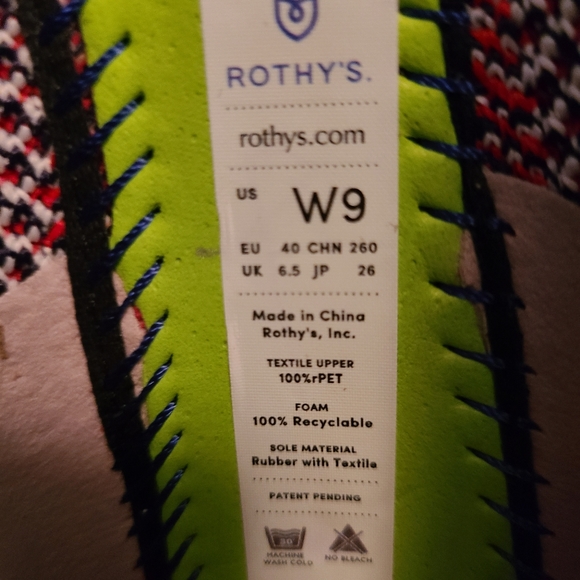 ROTHY'S.
rothys.com
US W9
EU 40 CHN 260
UK 6.5 JP 26
Made in China
Rothy's, Inc.
TEXTILE UPPER
100%rPET
FOAM
100% Recyclable
SOLE MATERIAL
Rubber with Textile
PATENT PENDING
30
MACHINE WASH COLD
NO BLEACH